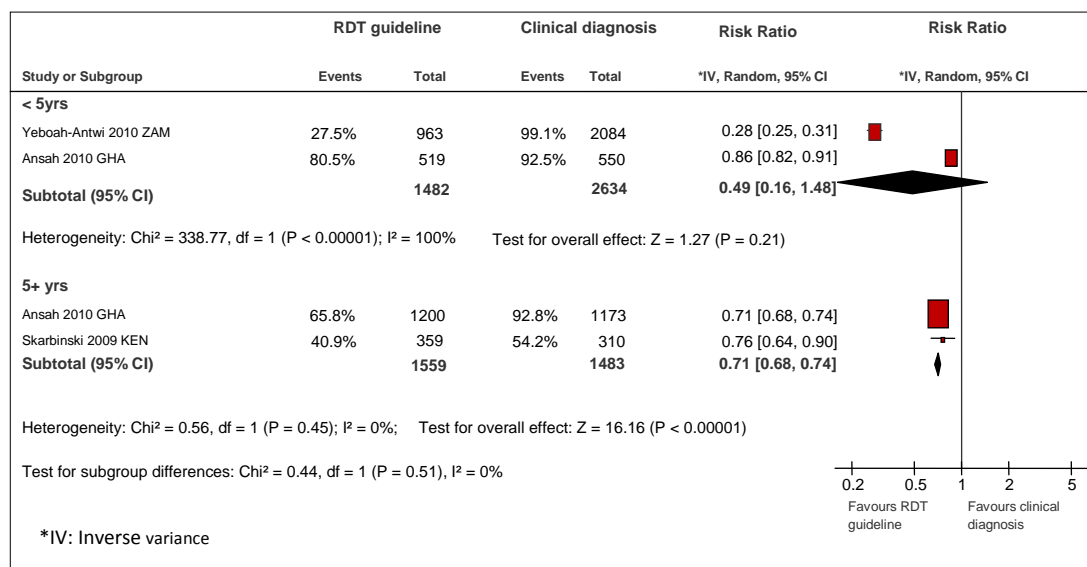 RDT guideline Clinical diagnosis Risk Ratio Risk Ratio
Study or Subgroup Events Total Events Total *IV, Random, 95% CI *IV, Random, 95% CI
< 5yrs
Yeboah-Antwi 2010 ZAM 27.5% 963 99.1% 2084 0.28 [0.25, 0.31]
Ansah 2010 GHA 80.5% 519 92.5% 550 0.86 [0.82, 0.91]
Subtotal (95% CI) 1482 2634 0.49 [0.16, 1.48]
Heterogeneity: Chi² = 338.77, df = 1 (P < 0.00001); I² = 100% Test for overall effect: Z = 1.27 (P = 0.21)
5+ yrs
Ansah 2010 GHA 65.8% 1200 92.8% 1173 0.71 [0.68, 0.74]
Skarbinski 2009 KEN 40.9% 359 54.2% 310 0.76 [0.64, 0.90]
Subtotal (95% CI) 1559 1483 0.71 [0.68, 0.74]
Heterogeneity: Chi² = 0.56, df = 1 (P = 0.45); I² = 0%; Test for overall effect: Z = 16.16 (P < 0.00001)
Test for subgroup differences: Chi² = 0.44, df = 1 (P = 0.51), I² = 0%
0.2 0.5 1 2 5
Favours RDT Favours clinical
guideline diagnosis
*IV: Inverse variance